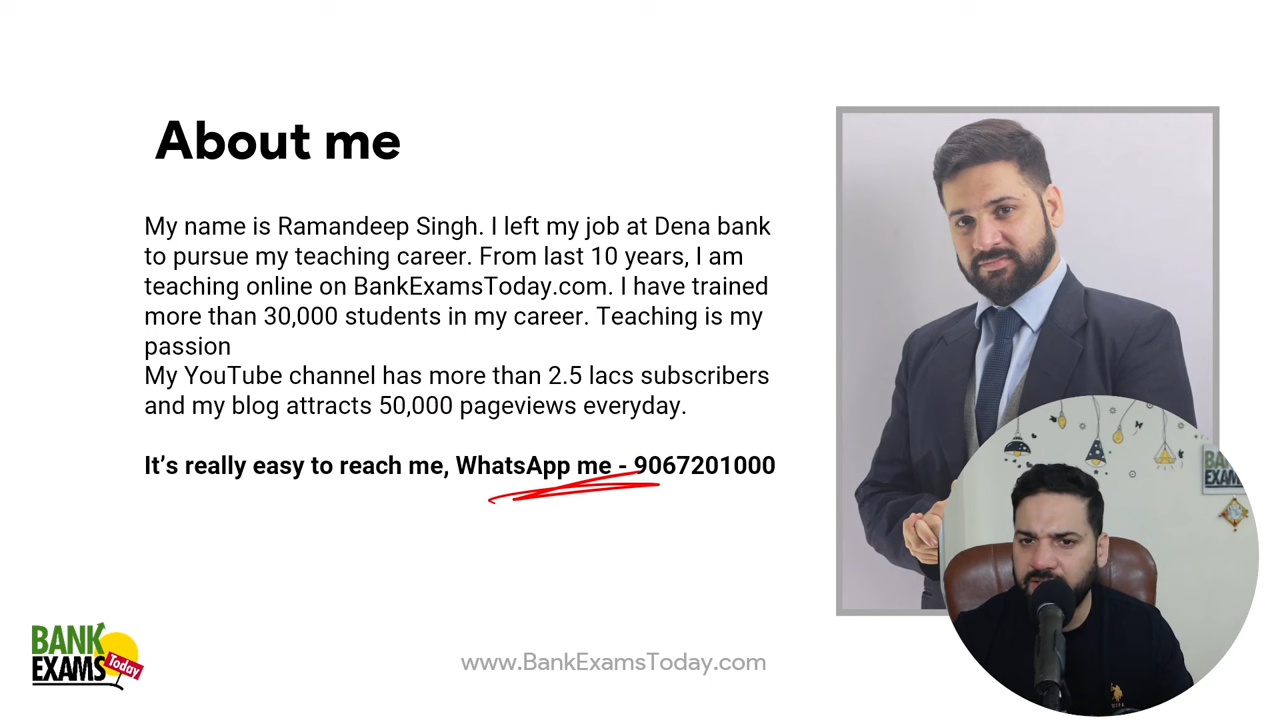 About me
My name is Ramandeep Singh. I left my job at Dena bank
to pursue my teaching career. From last 10 years, I am
teaching online on BankExamsToday.com. I have trained
more than 30,000 students in my career. Teaching is my
passion
My YouTube channel has more than 2.5 lacs subscribers
and my blog attracts 50,000 pageviews everyday.
It’s really easy to reach me, WhatsApp me - 9067201000
BANK
EXAMS
Today
www.BankExamsToday.com